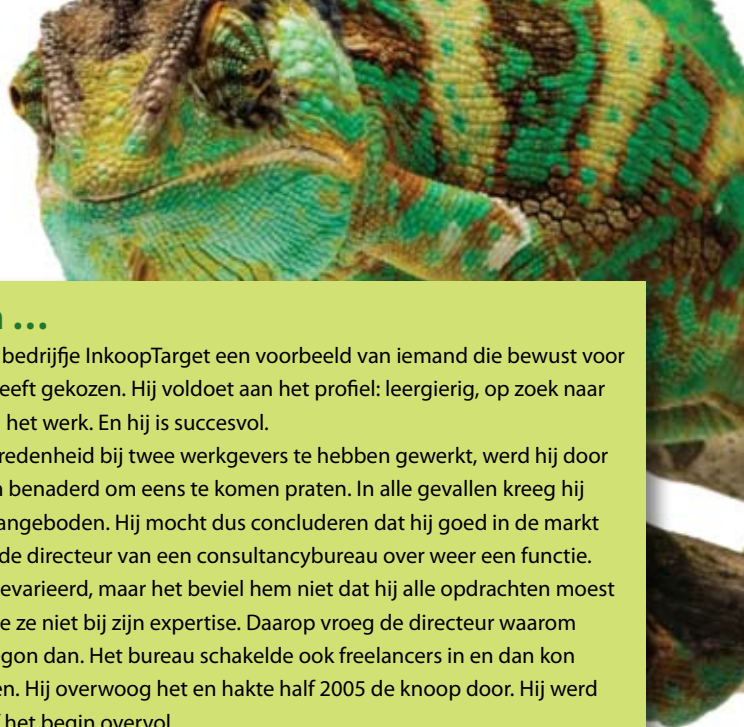 n …
bedrijfje InkoopTarget een voorbeeld van iemand die bewust voor
eeft gekozen. Hij voldoet aan het profiel: leergierig, op zoek naar
het werk. En hij is succesvol.
redenheid bij twee werkgevers te hebben gewerkt, werd hij door
n benaderd om eens te komen praten. In alle gevallen kreeg hij
angeboden. Hij mocht dus concluderen dat hij goed in de markt
de directeur van een consultancybureau over weer een functie.
evarieerd, maar het beviel hem niet dat hij alle opdrachten moest
e ze niet bij zijn expertise. Daarop vroeg de directeur waarom
gon dan. Het bureau schakelde ook freelancers in en dan kon
en. Hij overwoog het en hakte half 2005 de knoop door. Hij werd
het begin overvol